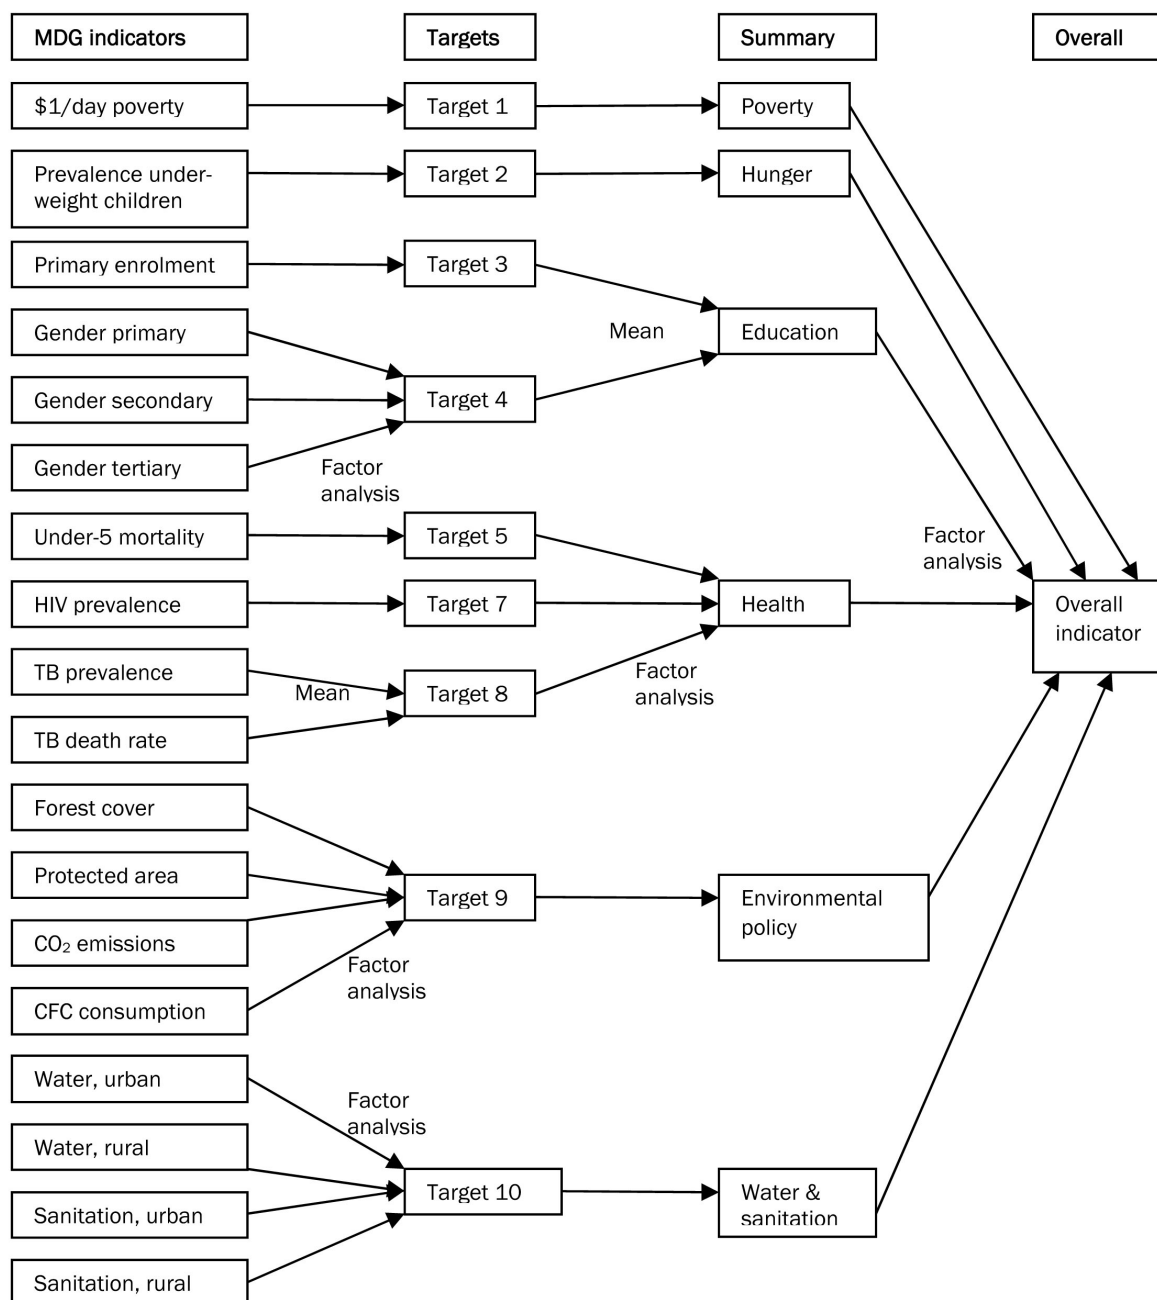 MDG indicators
Targets
Summary
Overall
$1/day poverty
Target 1
Poverty
Prevalence under-
weight children
Target 2
Hunger
Primary enrolment
Target 3
Gender primary
Mean
Education
Gender secondary
Target 4
Gender tertiary
Factor
analysis
Under-5 mortality
Target 5
Factor
analysis
HIV prevalence
Target 7
Health
Overall
indicator
TB prevalence
Mean
Target 8
Factor
analysis
TB death rate
Forest cover
Protected area
Target 9
Environmental
policy
CO₂ emissions
Factor
analysis
CFC consumption
Water, urban
Factor
analysis
Water, rural
Target 10
Water &
sanitation
Sanitation, urban
Sanitation, rural